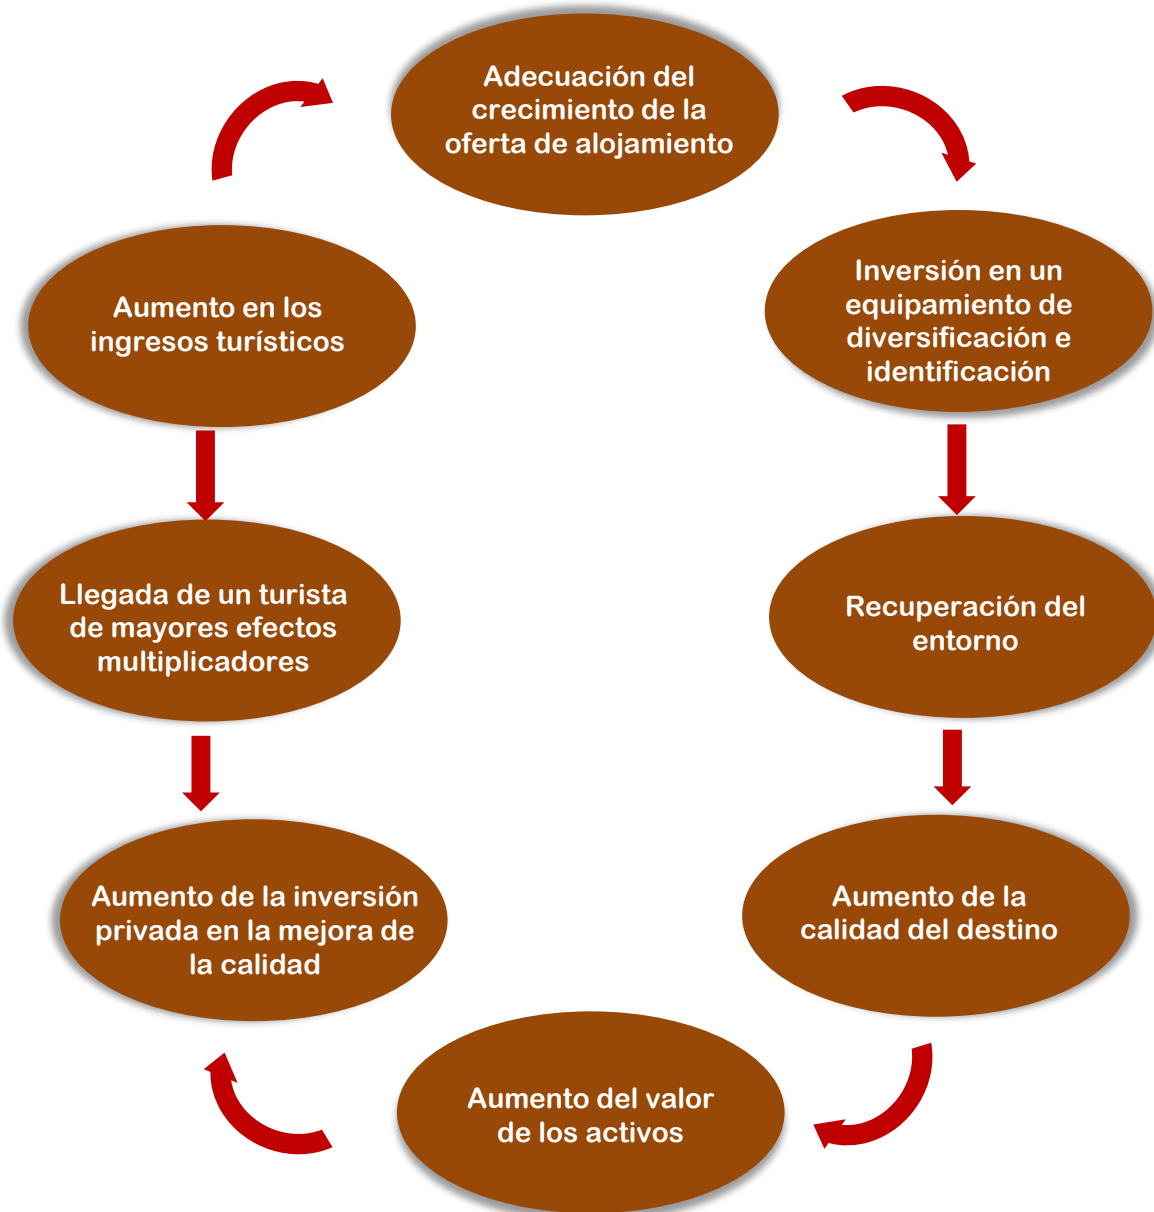 Adecuación del
crecimiento de la
oferta de alojamiento
Inversión en un
equipamiento de
diversificación e
identificación
Recuperación del
entorno
Aumento de la
calidad del destino
Aumento del valor
de los activos
Aumento de la inversión
privada en la mejora de
la calidad
Llegada de un turista
de mayores efectos
multiplicadores
Aumento en los
ingresos turísticos